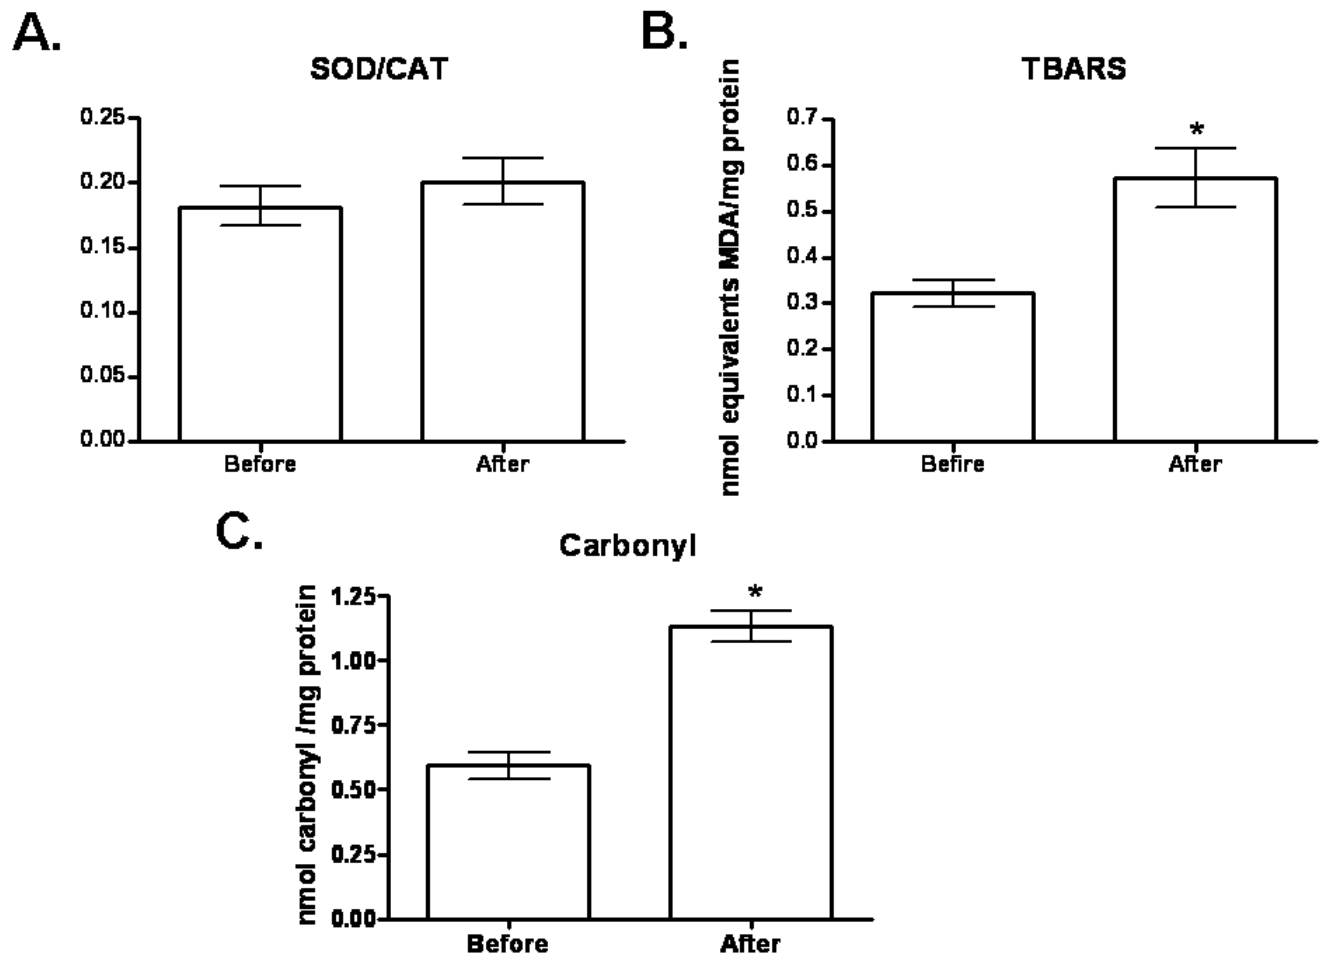 A.
SOD/CAT
0.25
0.20
0.15
0.10
0.05
0.00
Before After
B.
TBARS
nmol equivalents MDA/mg protein
0.7
0.6
0.5
0.4
0.3
0.2
0.1
0.0
*
Befire After
C.
Carbonyl
nmol carbonyl /mg protein
1.25
1.00
0.75
0.50
0.25
0.00
*
Before After